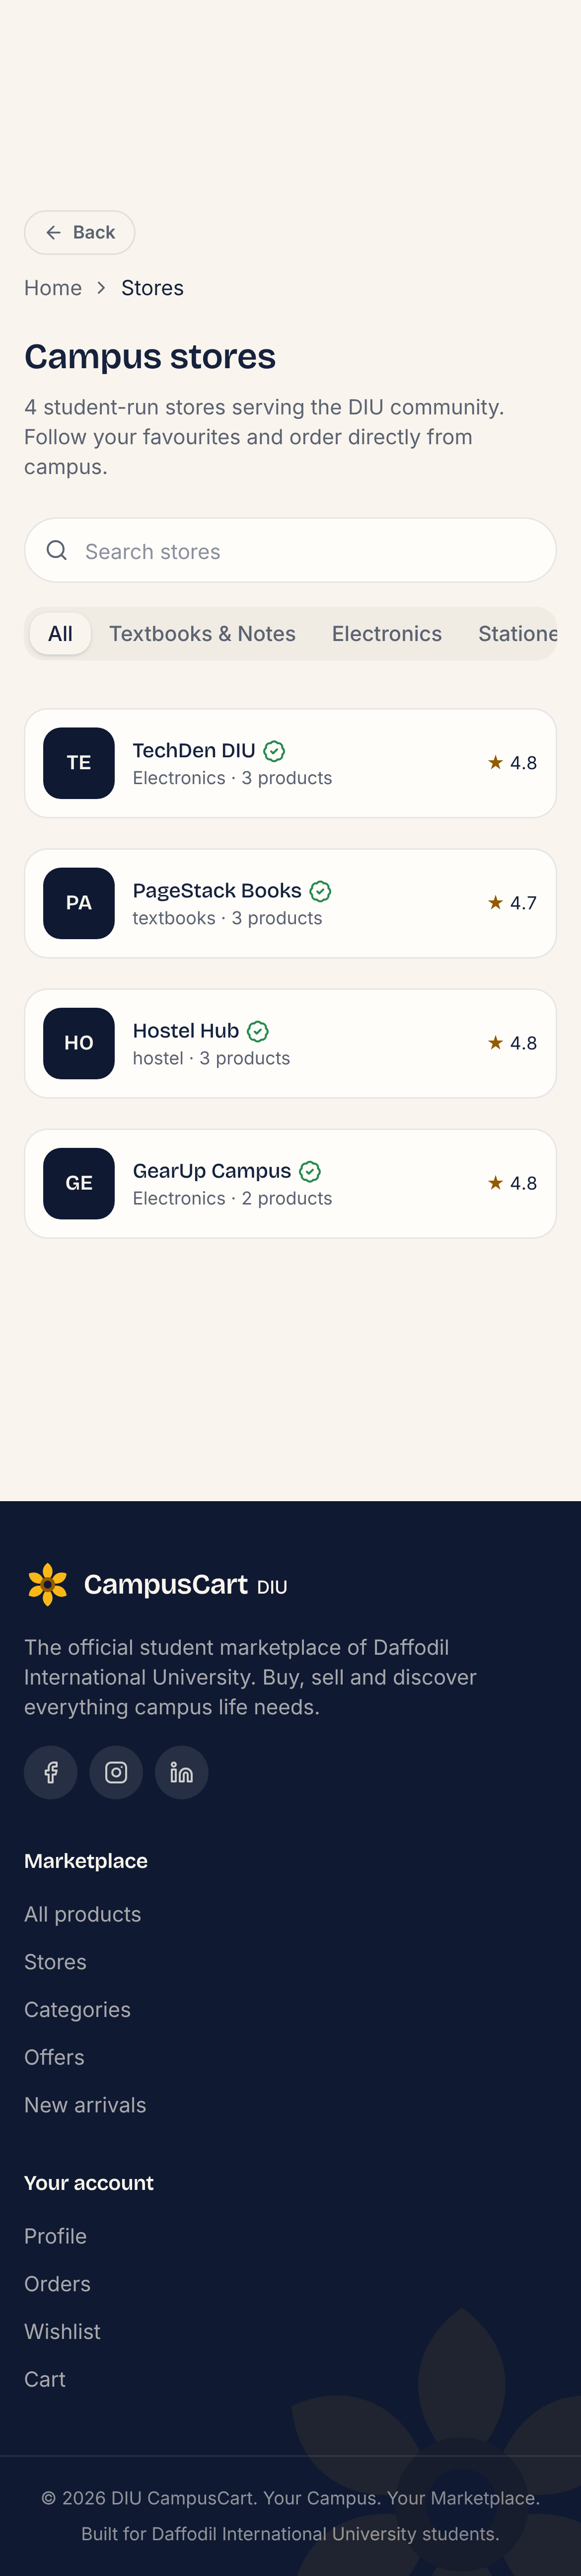 Back
Home > Stores
Campus stores
4 student-run stores serving the DIU community.
Follow your favourites and order directly from
campus.
Search stores
All Textbooks & Notes Electronics Statione
TE TechDen DIU
Electronics · 3 products
★ 4.8
PA PageStack Books
textbooks · 3 products
★ 4.7
HO Hostel Hub
hostel · 3 products
★ 4.8
GE GearUp Campus
Electronics · 2 products
★ 4.8
CampusCart DIU
The official student marketplace of Daffodil
International University. Buy, sell and discover
everything campus life needs.
Marketplace
All products
Stores
Categories
Offers
New arrivals
Your account
Profile
Orders
Wishlist
Cart
© 2026 DIU CampusCart. Your Campus. Your Marketplace.
Built for Daffodil International University students.